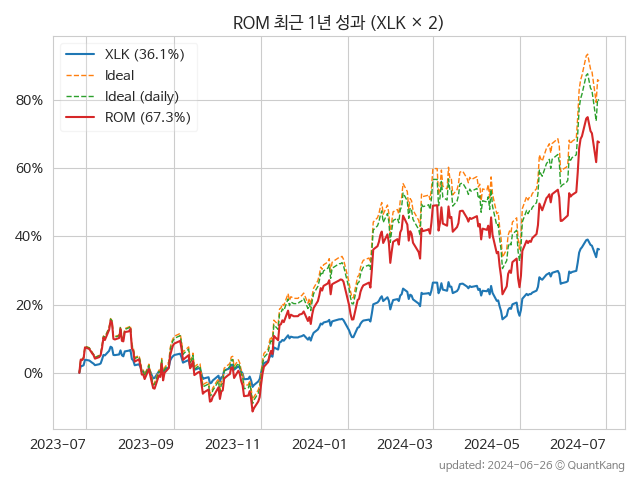 ROM 최근 1년 성과 (XLK × 2)
XLK (36.1%)
Ideal
Ideal (daily)
ROM (67.3%)
80%
60%
40%
20%
0%
2023-07 2023-09 2023-11 2024-01 2024-03 2024-05 2024-07
updated: 2024-06-26 © QuantKang